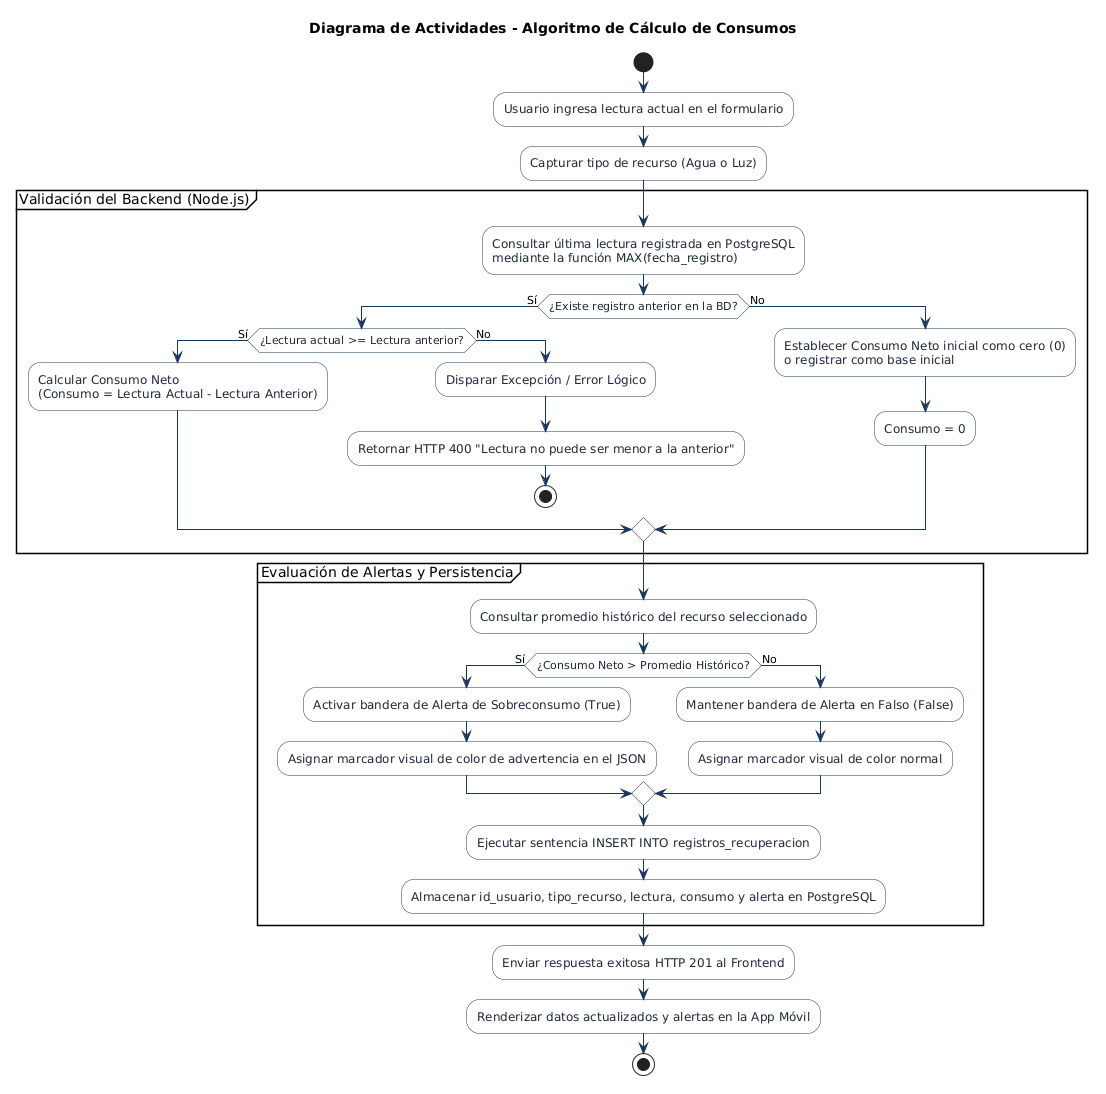 Diagrama de Actividades - Algoritmo de Cálculo de Consumos
Usuario ingresa lectura actual en el formulario
Capturar tipo de recurso (Agua o Luz)
Validación del Backend (Node.js)
Consultar última lectura registrada en PostgreSQL
mediante la función MAX(fecha_registro)
Sí
¿Existe registro anterior en la BD?
No
Sí
¿Lectura actual >= Lectura anterior?
No
Calcular Consumo Neto
(Consumo = Lectura Actual - Lectura Anterior)
Disparar Excepción / Error Lógico
Retornar HTTP 400 "Lectura no puede ser menor a la anterior"
Establecer Consumo Neto inicial como cero (0)
o registrar como base inicial
Consumo = 0
Evaluación de Alertas y Persistencia
Consultar promedio histórico del recurso seleccionado
Sí
¿Consumo Neto > Promedio Histórico?
No
Activar bandera de Alerta de Sobreconsumo (True)
Asignar marcador visual de color de advertencia en el JSON
Mantener bandera de Alerta en Falso (False)
Asignar marcador visual de color normal
Ejecutar sentencia INSERT INTO registros_recuperacion
Almacenar id_usuario, tipo_recurso, lectura, consumo y alerta en PostgreSQL
Enviar respuesta exitosa HTTP 201 al Frontend
Renderizar datos actualizados y alertas en la App Móvil